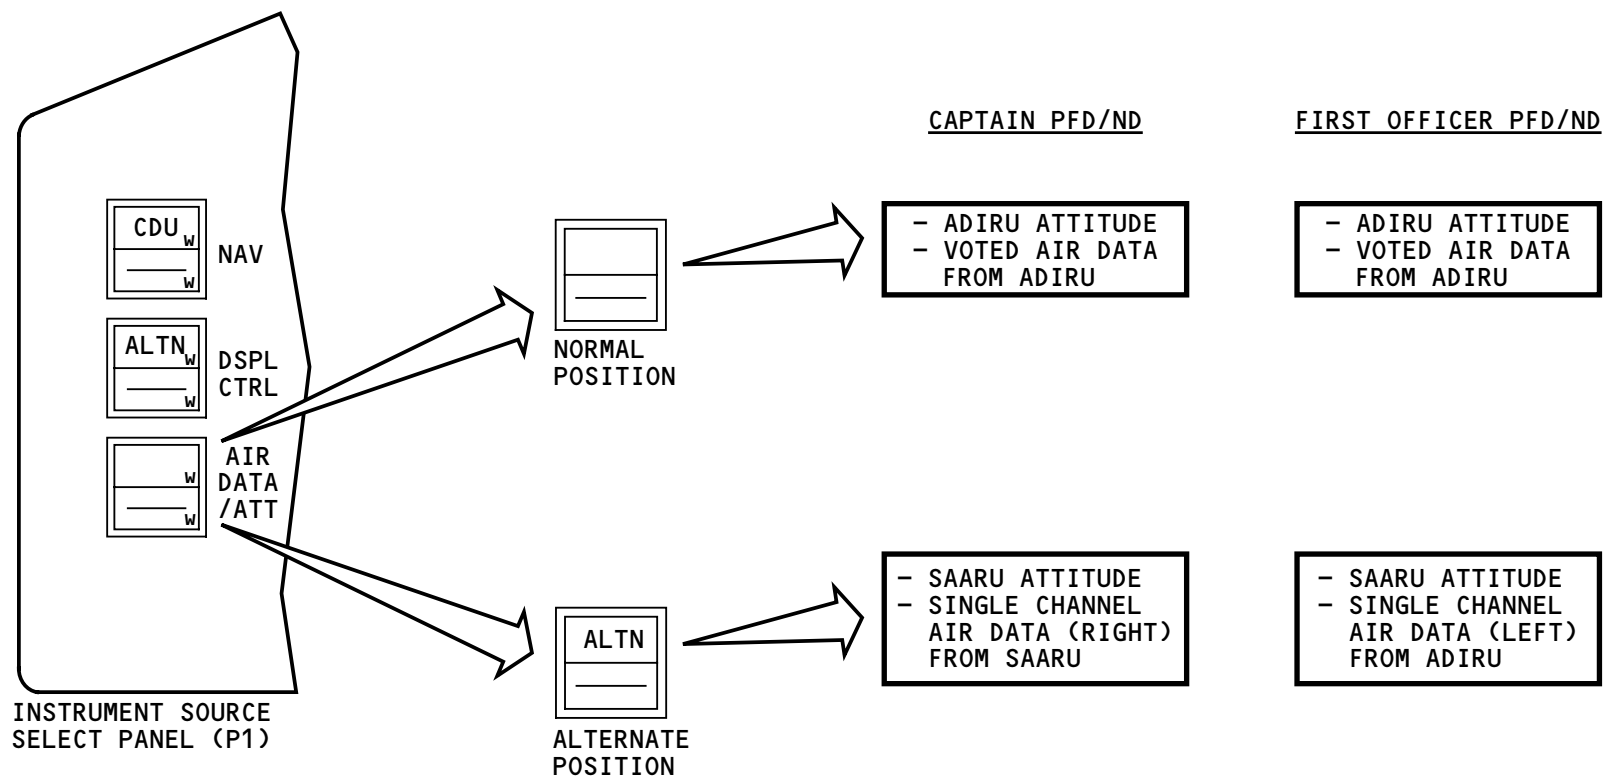 CAPTAIN PFD/ND
FIRST OFFICER PFD/ND
CDU
W
W
NAV
ALTN
W
W
DSPL
CTRL
W
W
AIR
DATA
/ATT
INSTRUMENT SOURCE
SELECT PANEL (P1)
NORMAL
POSITION
- ADIRU ATTITUDE
- VOTED AIR DATA
FROM ADIRU
- ADIRU ATTITUDE
- VOTED AIR DATA
FROM ADIRU
ALTN
ALTERNATE
POSITION
- SAARU ATTITUDE
- SINGLE CHANNEL
AIR DATA (RIGHT)
FROM SAARU
- SAARU ATTITUDE
- SINGLE CHANNEL
AIR DATA (LEFT)
FROM ADIRU